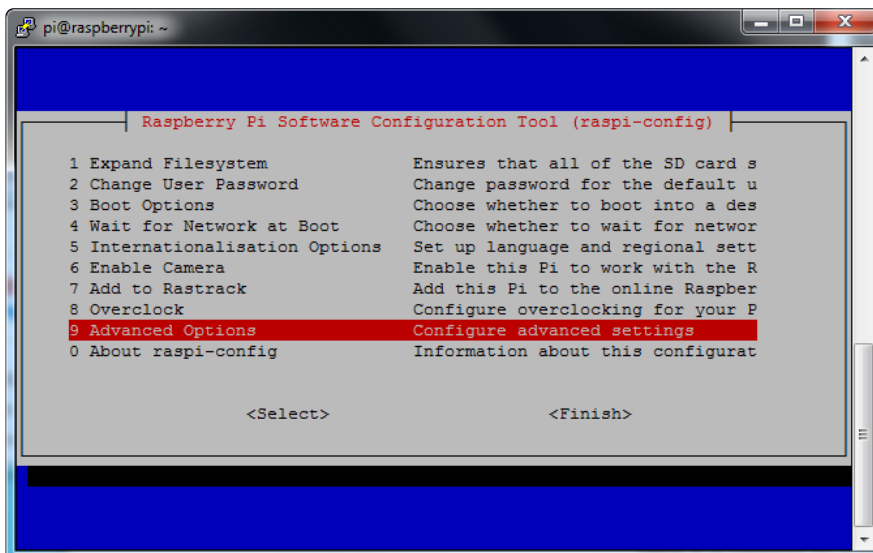 pi@raspberrypi: ~
Raspberry Pi Software Configuration Tool (raspi-config)
1 Expand Filesystem Ensures that all of the SD card s
2 Change User Password Change password for the default u
3 Boot Options Choose whether to boot into a des
4 Wait for Network at Boot Choose whether to wait for networ
5 Internationalisation Options Set up language and regional sett
6 Enable Camera Enable this Pi to work with the R
7 Add to Rastrack Add this Pi to the online Raspber
8 Overclock Configure overclocking for your P
9 Advanced Options Configure advanced settings
0 About raspi-config Information about this configurat
<Select> <Finish>